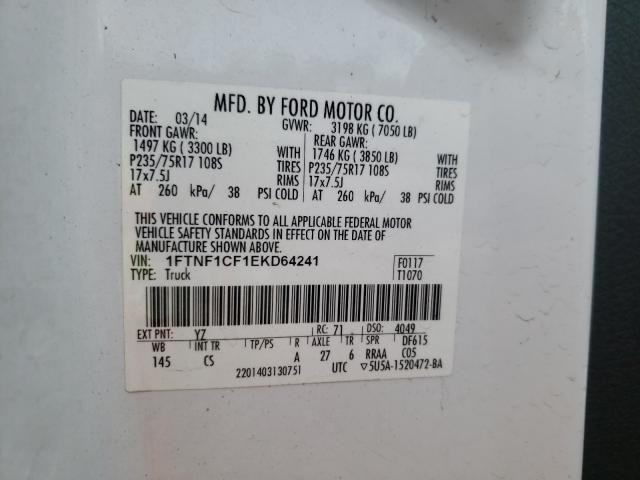 MFD. BY FORD MOTOR CO.
DATE: 03/14 GVWR: 3198 KG ( 7050 LB)
FRONT GAWR: REAR GAWR:
1497 KG ( 3300 LB) WITH 1746 KG ( 3850 LB) WITH
P235/75R17 108S TIRES P235/75R17 108S TIRES
17x7.5J RIMS 17x7.5J RIMS
AT 260 kPa/ 38 PSI COLD AT 260 kPa/ 38 PSI COLD
THIS VEHICLE CONFORMS TO ALL APPLICABLE FEDERAL MOTOR
VEHICLE SAFETY STANDARDS IN EFFECT ON THE DATE OF
MANUFACTURE SHOWN ABOVE.
VIN: 1FTNF1CF1EKD64241 F0117
TYPE: Truck T1070
EXT PNT: YZ RC: 71 DSO: 4049
WB INT TR TP/PS R AXLE TR SPR DF615
145 CS A 27 6 RRAA C05
2201403130751 UTC ▽5U5A-1520472-BA